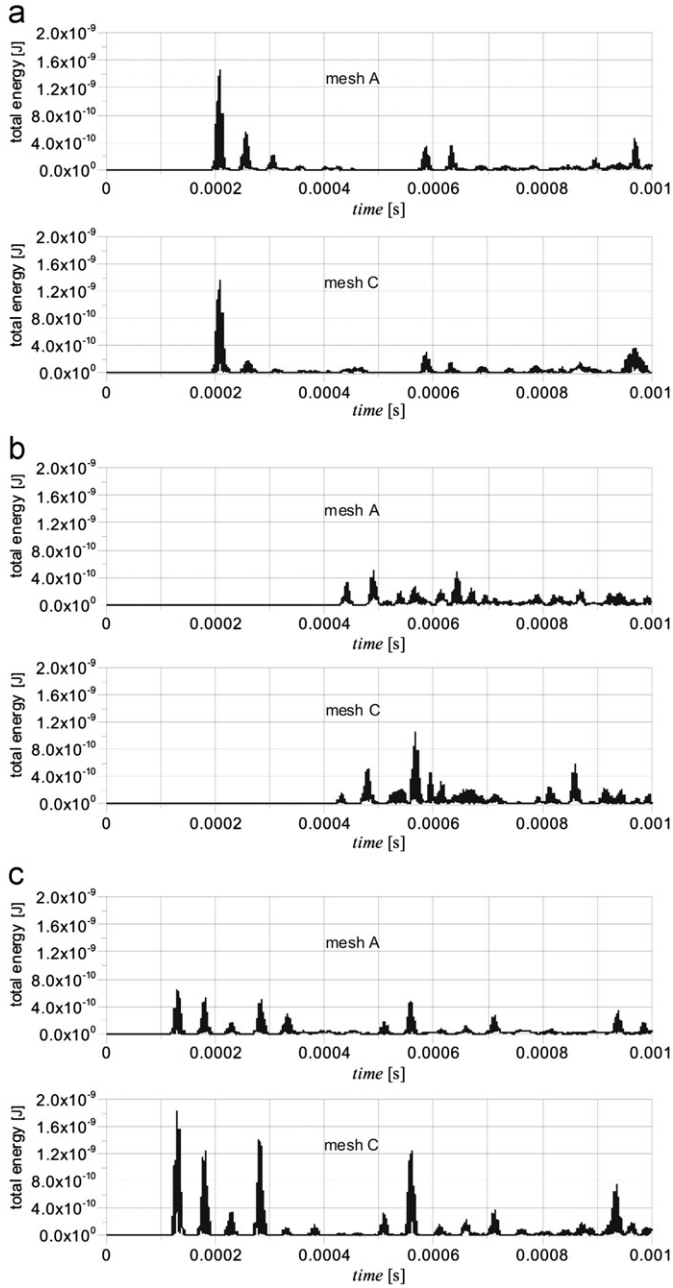 a
total energy [J]
2.0x10⁻⁹
1.6x10⁻⁹
1.2x10⁻⁹
8.0x10⁻¹⁰
4.0x10⁻¹⁰
0.0x10⁰
mesh A
0 0.0002 0.0004 0.0006 0.0008 0.001
time [s]
total energy [J]
2.0x10⁻⁹
1.6x10⁻⁹
1.2x10⁻⁹
8.0x10⁻¹⁰
4.0x10⁻¹⁰
0.0x10⁰
mesh C
0 0.0002 0.0004 0.0006 0.0008 0.001
time [s]
b
total energy [J]
2.0x10⁻⁹
1.6x10⁻⁹
1.2x10⁻⁹
8.0x10⁻¹⁰
4.0x10⁻¹⁰
0.0x10⁰
mesh A
0 0.0002 0.0004 0.0006 0.0008 0.001
time [s]
total energy [J]
2.0x10⁻⁹
1.6x10⁻⁹
1.2x10⁻⁹
8.0x10⁻¹⁰
4.0x10⁻¹⁰
0.0x10⁰
mesh C
0 0.0002 0.0004 0.0006 0.0008 0.001
time [s]
c
total energy [J]
2.0x10⁻⁹
1.6x10⁻⁹
1.2x10⁻⁹
8.0x10⁻¹⁰
4.0x10⁻¹⁰
0.0x10⁰
mesh A
0 0.0002 0.0004 0.0006 0.0008 0.001
time [s]
total energy [J]
2.0x10⁻⁹
1.6x10⁻⁹
1.2x10⁻⁹
8.0x10⁻¹⁰
4.0x10⁻¹⁰
0.0x10⁰
mesh C
0 0.0002 0.0004 0.0006 0.0008 0.001
time [s]